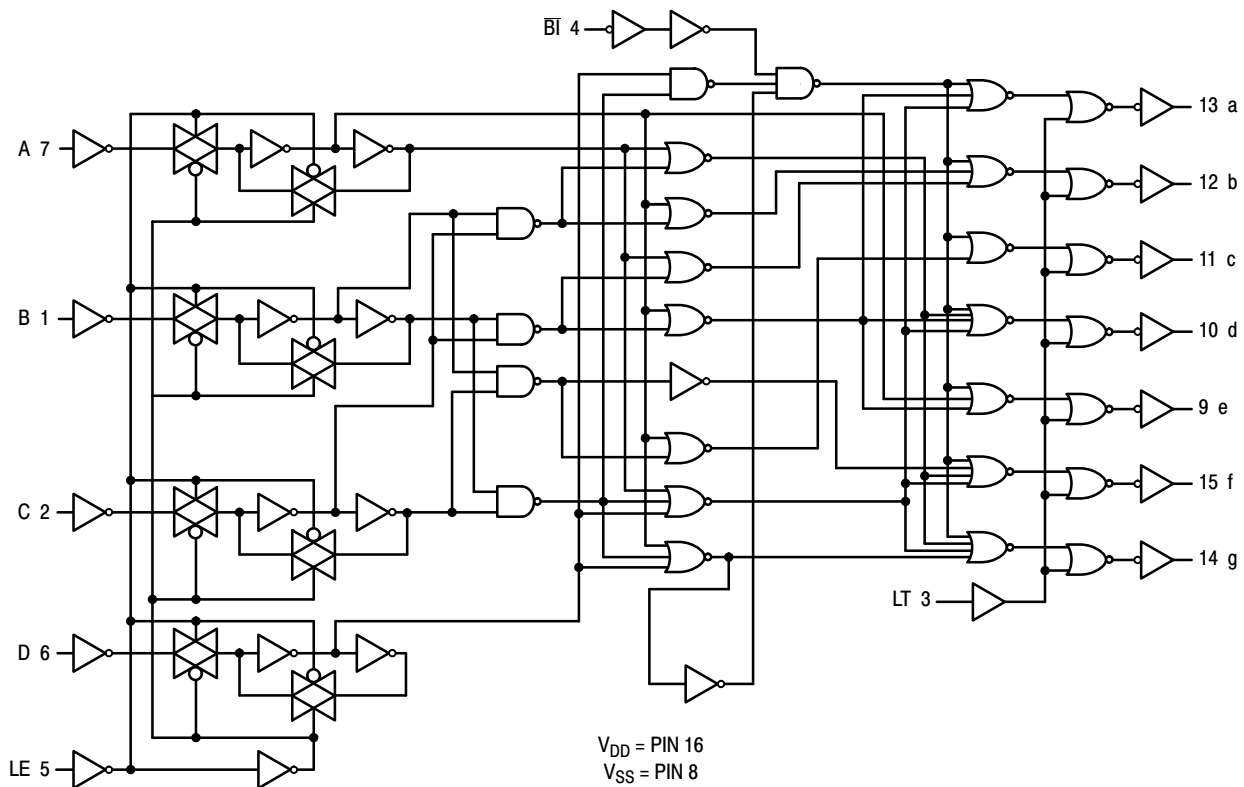 B̅I̅ 4
A 7
13 a
12 b
11 c
B 1
10 d
9 e
C 2
15 f
14 g
LT 3
D 6
LE 5
VDD = PIN 16
VSS = PIN 8